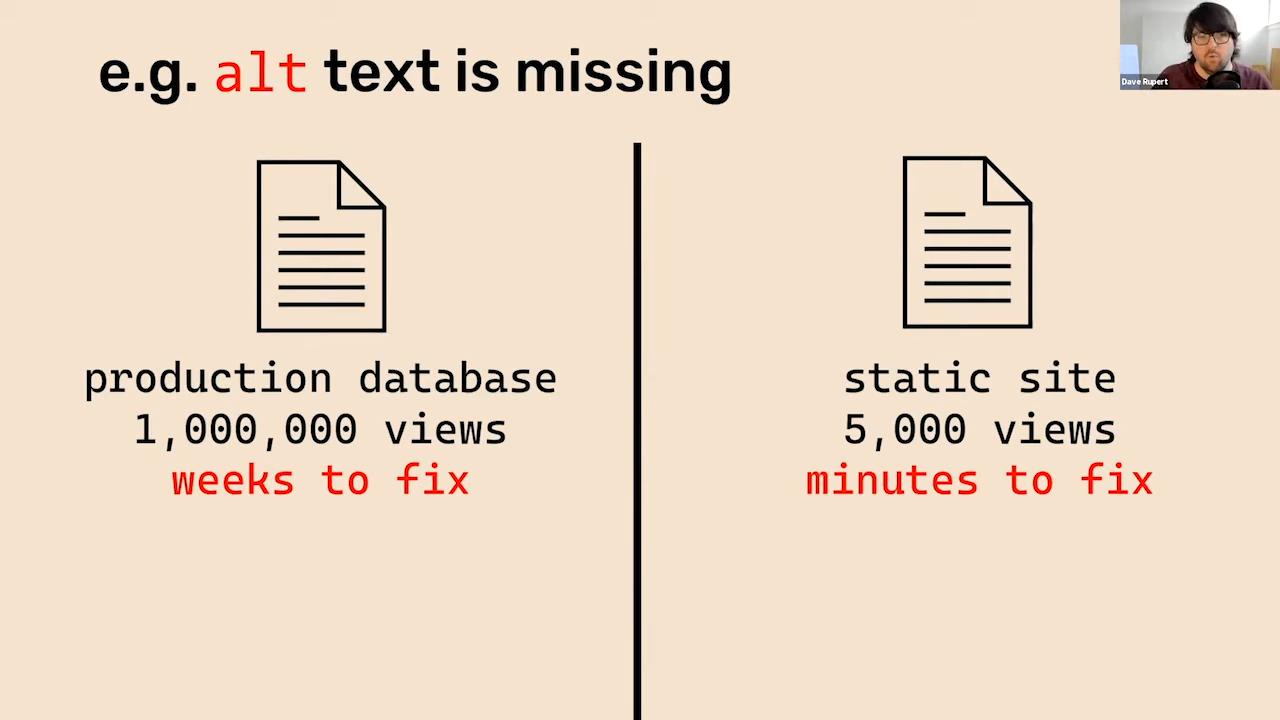 e.g. alt text is missing
Dave Rupert
production database
1,000,000 views
weeks to fix
static site
5,000 views
minutes to fix